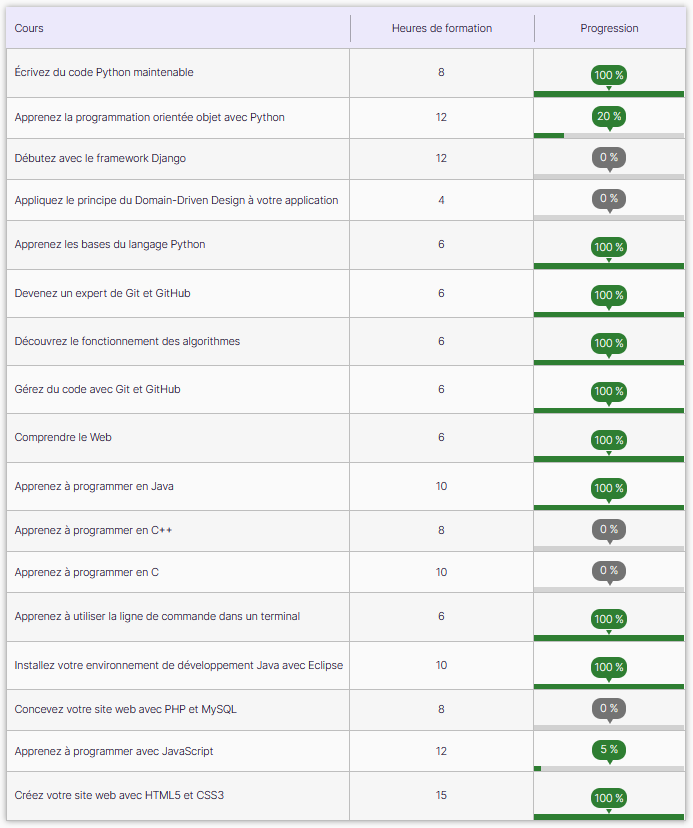 Cours Heures de formation Progression
Écrivez du code Python maintenable 8 100 %
Apprenez la programmation orientée objet avec Python 12 20 %
Débutez avec le framework Django 12 0 %
Appliquez le principe du Domain-Driven Design à votre application 4 0 %
Apprenez les bases du langage Python 6 100 %
Devenez un expert de Git et GitHub 6 100 %
Découvrez le fonctionnement des algorithmes 6 100 %
Gérez du code avec Git et GitHub 6 100 %
Comprendre le Web 6 100 %
Apprenez à programmer en Java 10 100 %
Apprenez à programmer en C++ 8 0 %
Apprenez à programmer en C 10 0 %
Apprenez à utiliser la ligne de commande dans un terminal 6 100 %
Installez votre environnement de développement Java avec Eclipse 10 100 %
Concevez votre site web avec PHP et MySQL 8 0 %
Apprenez à programmer avec JavaScript 12 5 %
Créez votre site web avec HTML5 et CSS3 15 100 %